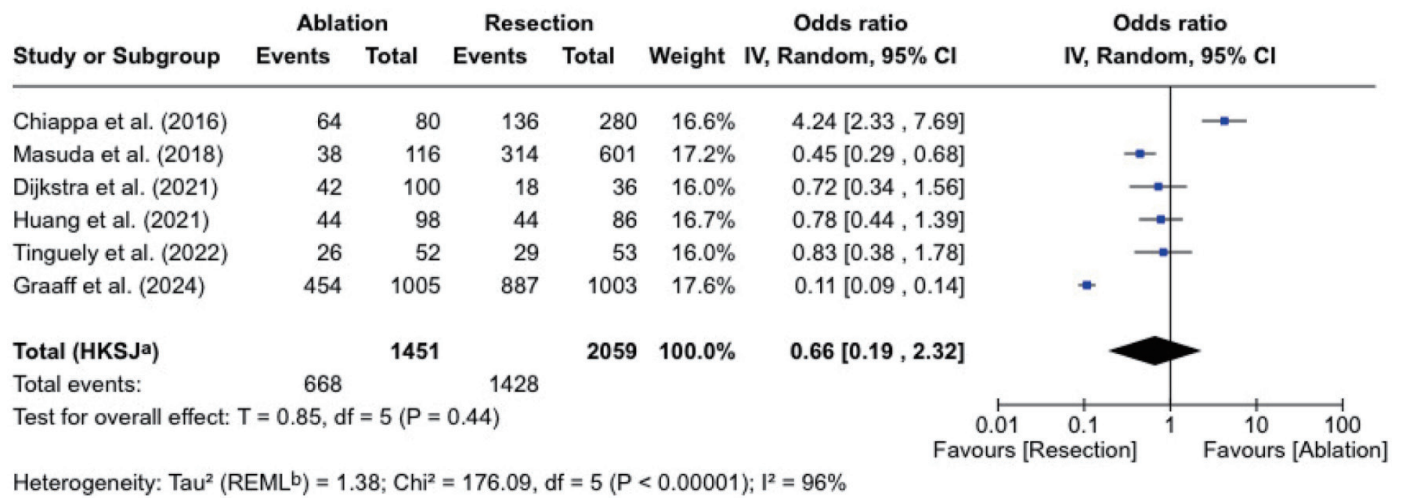 Ablation Resection Odds ratio Odds ratio
Study or Subgroup Events Total Events Total Weight IV, Random, 95% CI IV, Random, 95% CI
Chiappa et al. (2016) 64 80 136 280 16.6% 4.24 [2.33 , 7.69]
Masuda et al. (2018) 38 116 314 601 17.2% 0.45 [0.29 , 0.68]
Dijkstra et al. (2021) 42 100 18 36 16.0% 0.72 [0.34 , 1.56]
Huang et al. (2021) 44 98 44 86 16.7% 0.78 [0.44 , 1.39]
Tinguely et al. (2022) 26 52 29 53 16.0% 0.83 [0.38 , 1.78]
Graaff et al. (2024) 454 1005 887 1003 17.6% 0.11 [0.09 , 0.14]
Total (HKSJᵃ) 1451 2059 100.0% 0.66 [0.19 , 2.32]
Total events: 668 1428
Test for overall effect: T = 0.85, df = 5 (P = 0.44)
0.01 0.1 1 10 100
Favours [Resection] Favours [Ablation]
Heterogeneity: Tau² (REMLᵇ) = 1.38; Chi² = 176.09, df = 5 (P < 0.00001); I² = 96%